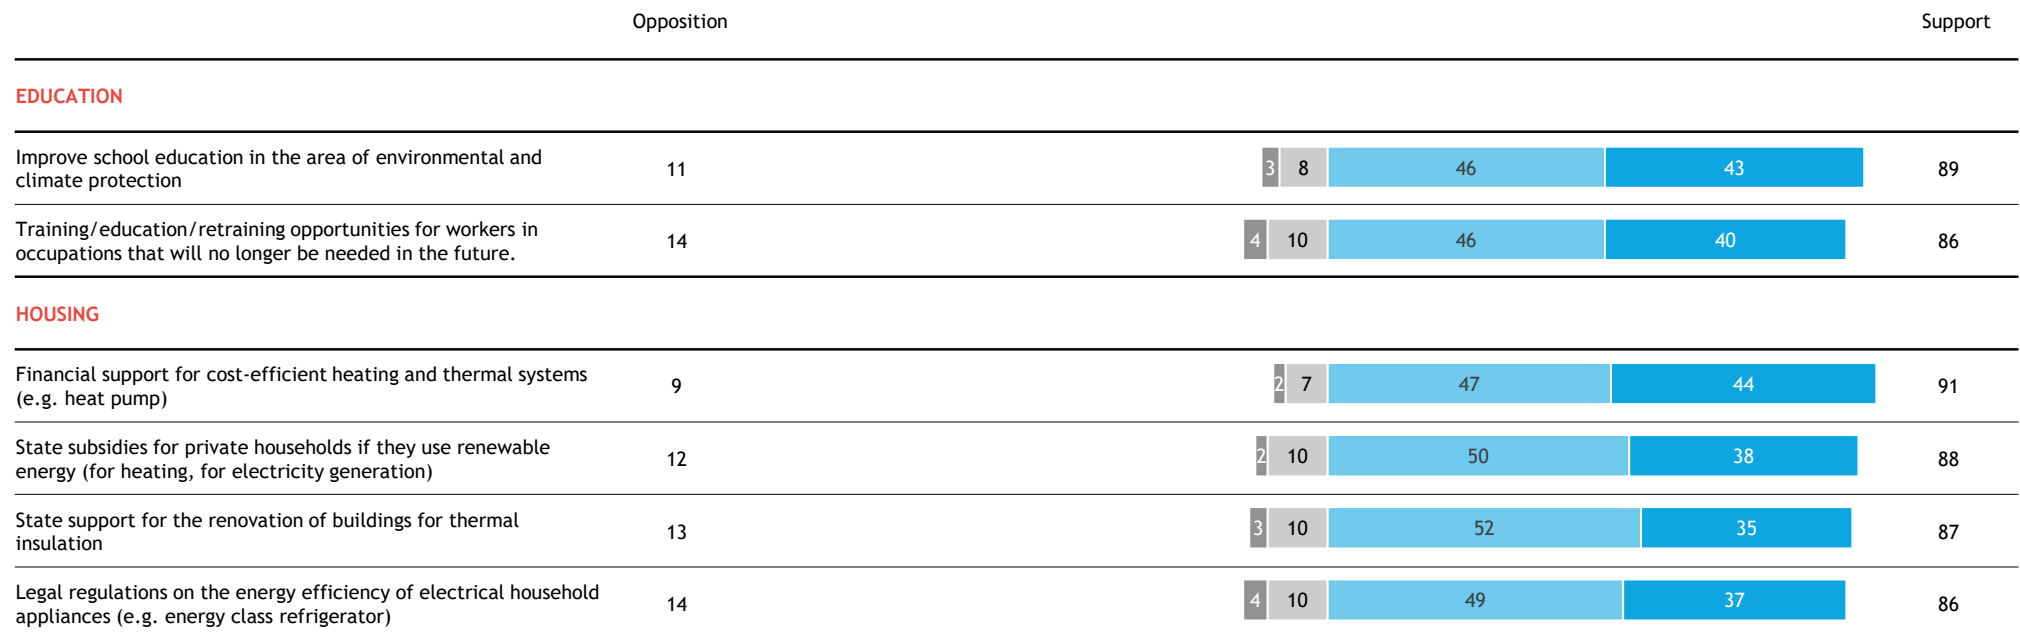 Opposition Support
EDUCATION
Improve school education in the area of environmental and
climate protection
11 3 8 46 43 89
Training/education/retraining opportunities for workers in
occupations that will no longer be needed in the future.
14 4 10 46 40 86
HOUSING
Financial support for cost-efficient heating and thermal systems
(e.g. heat pump)
9 2 7 47 44 91
State subsidies for private households if they use renewable
energy (for heating, for electricity generation)
12 2 10 50 38 88
State support for the renovation of buildings for thermal
insulation
13 3 10 52 35 87
Legal regulations on the energy efficiency of electrical household
appliances (e.g. energy class refrigerator)
14 4 10 49 37 86